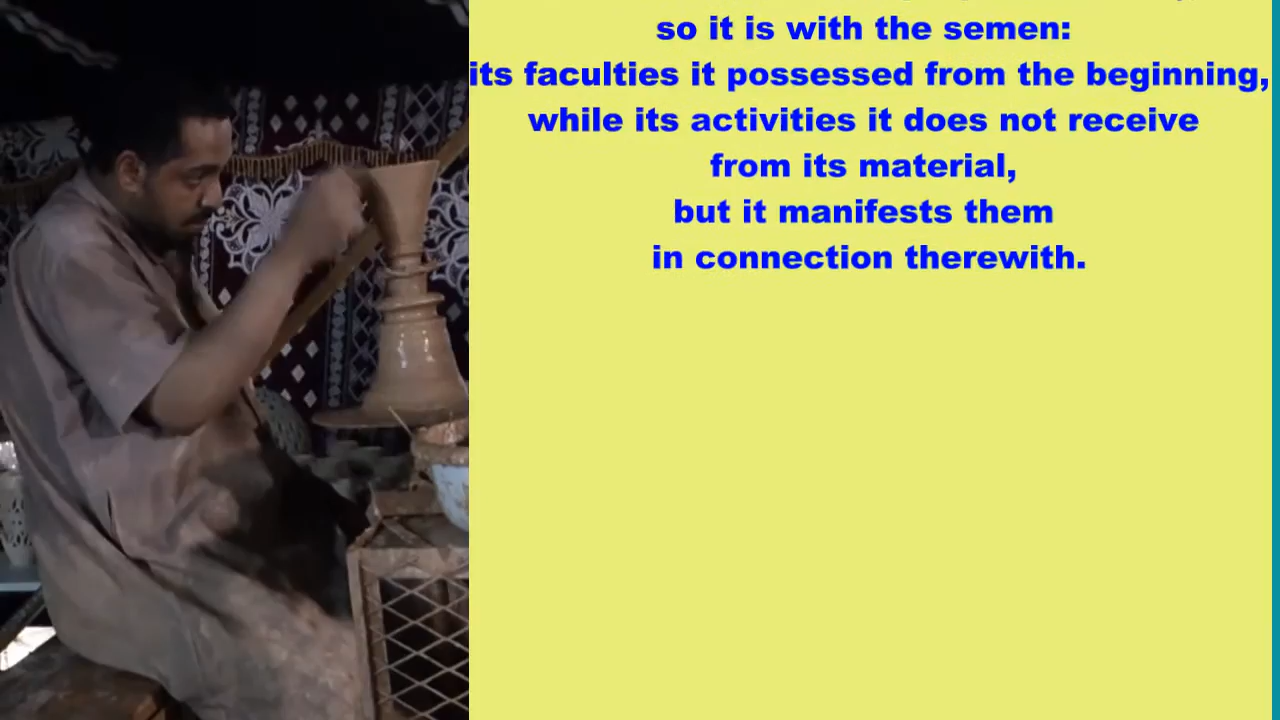 so it is with the semen:
its faculties it possessed from the beginning,
while its activities it does not receive
from its material,
but it manifests them
in connection therewith.